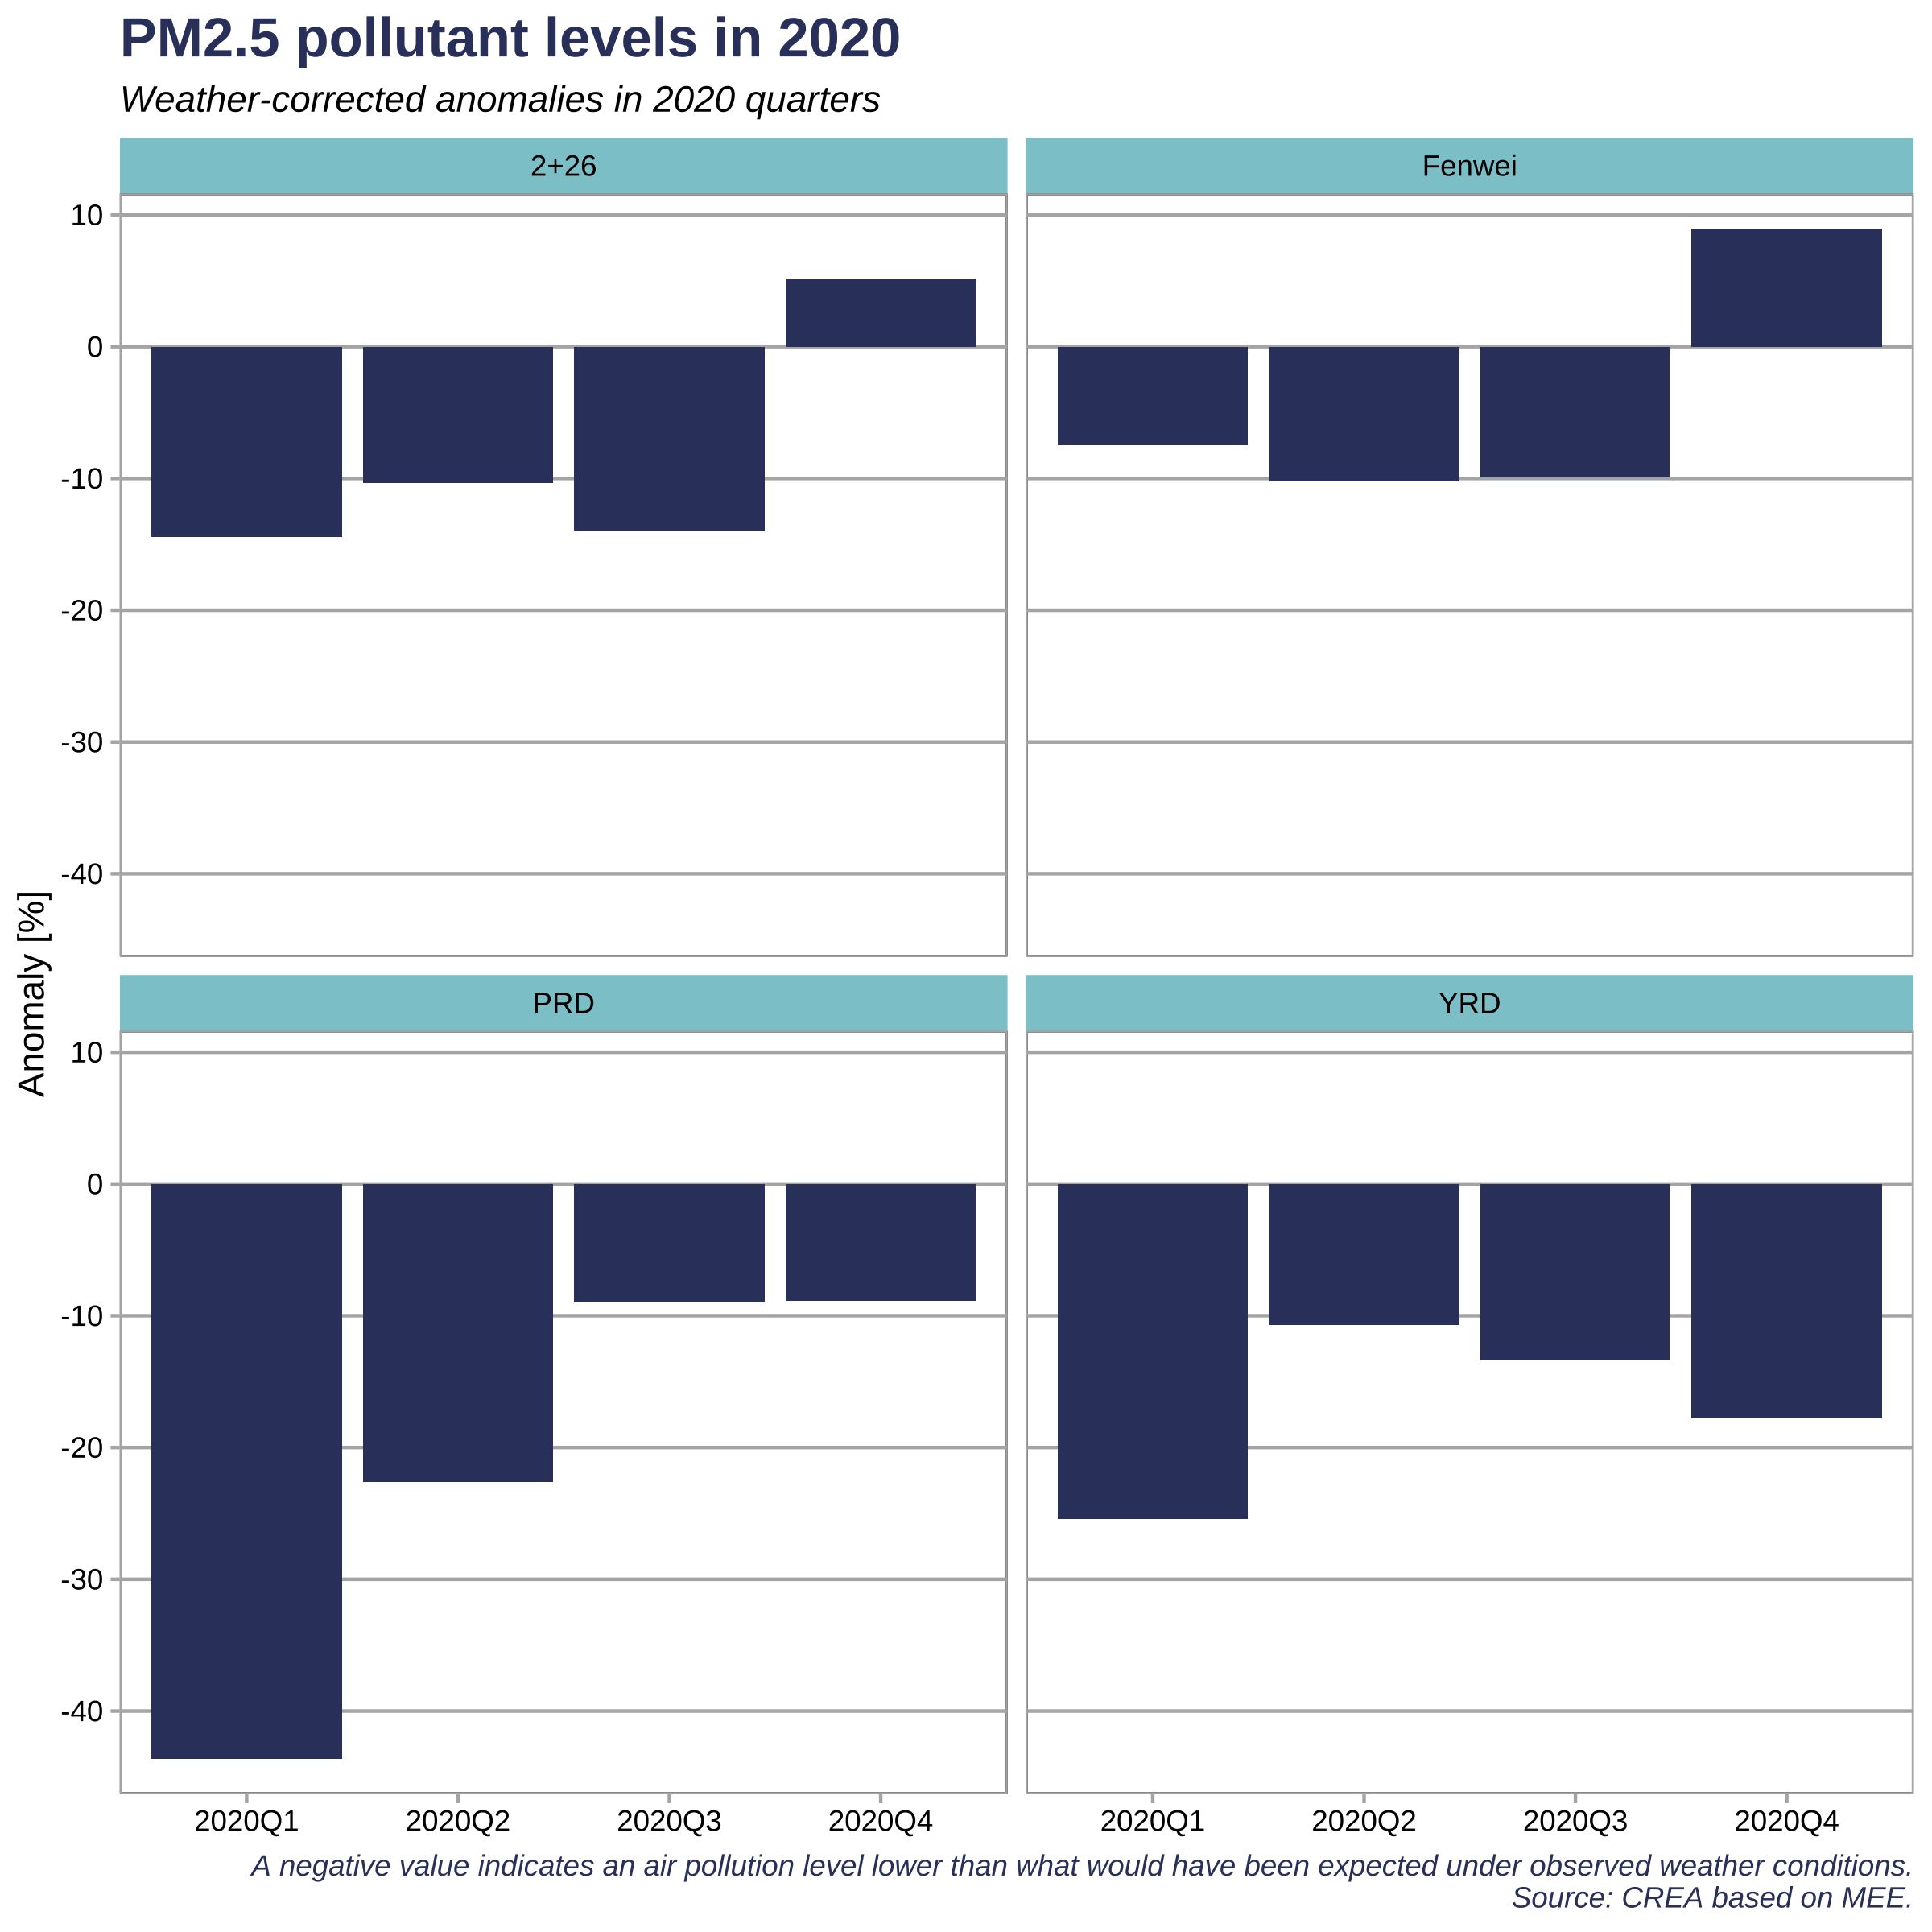 PM2.5 pollutant levels in 2020
Weather-corrected anomalies in 2020 quarters
2+26
Fenwei
10
0
-10
-20
-30
-40
Anomaly [%]
PRD
YRD
10
0
-10
-20
-30
-40
2020Q1 2020Q2 2020Q3 2020Q4
2020Q1 2020Q2 2020Q3 2020Q4
A negative value indicates an air pollution level lower than what would have been expected under observed weather conditions.
Source: CREA based on MEE.